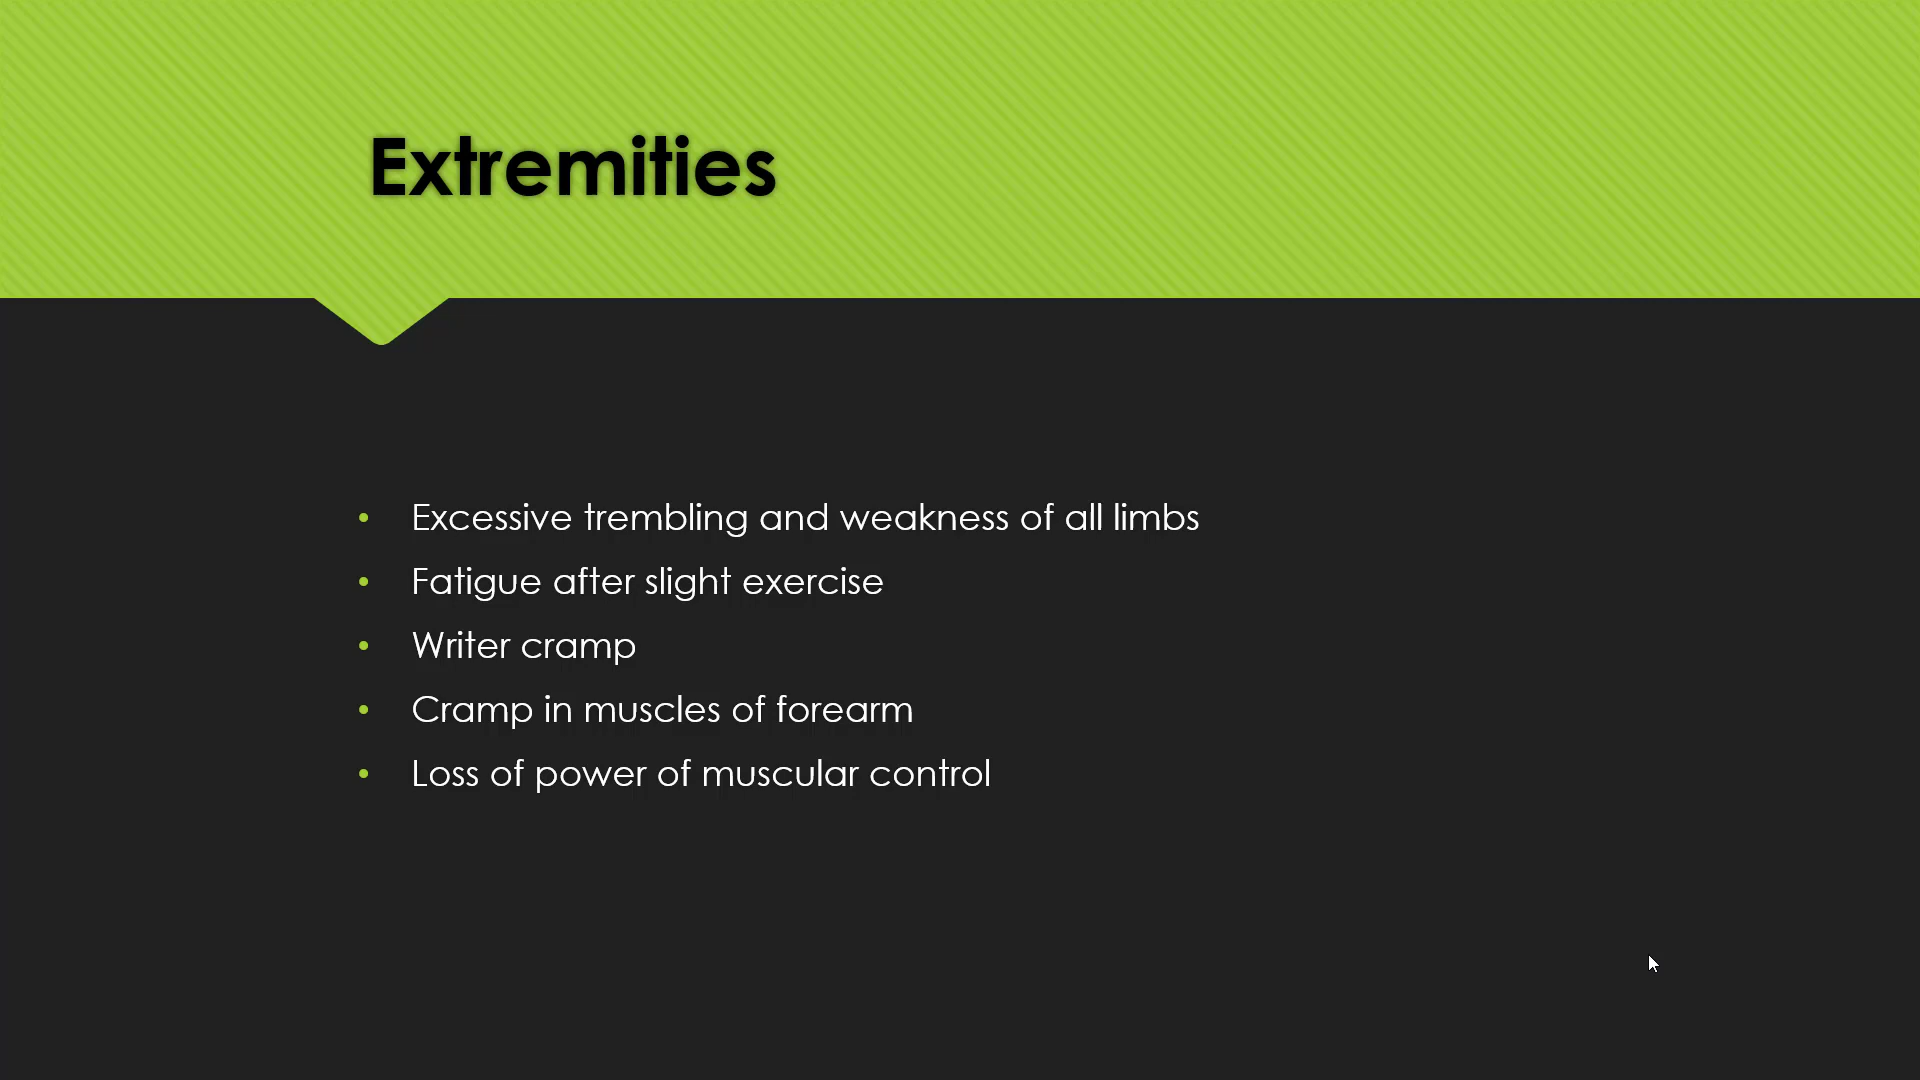 Extremities
• Excessive trembling and weakness of all limbs
• Fatigue after slight exercise
• Writer cramp
• Cramp in muscles of forearm
• Loss of power of muscular control